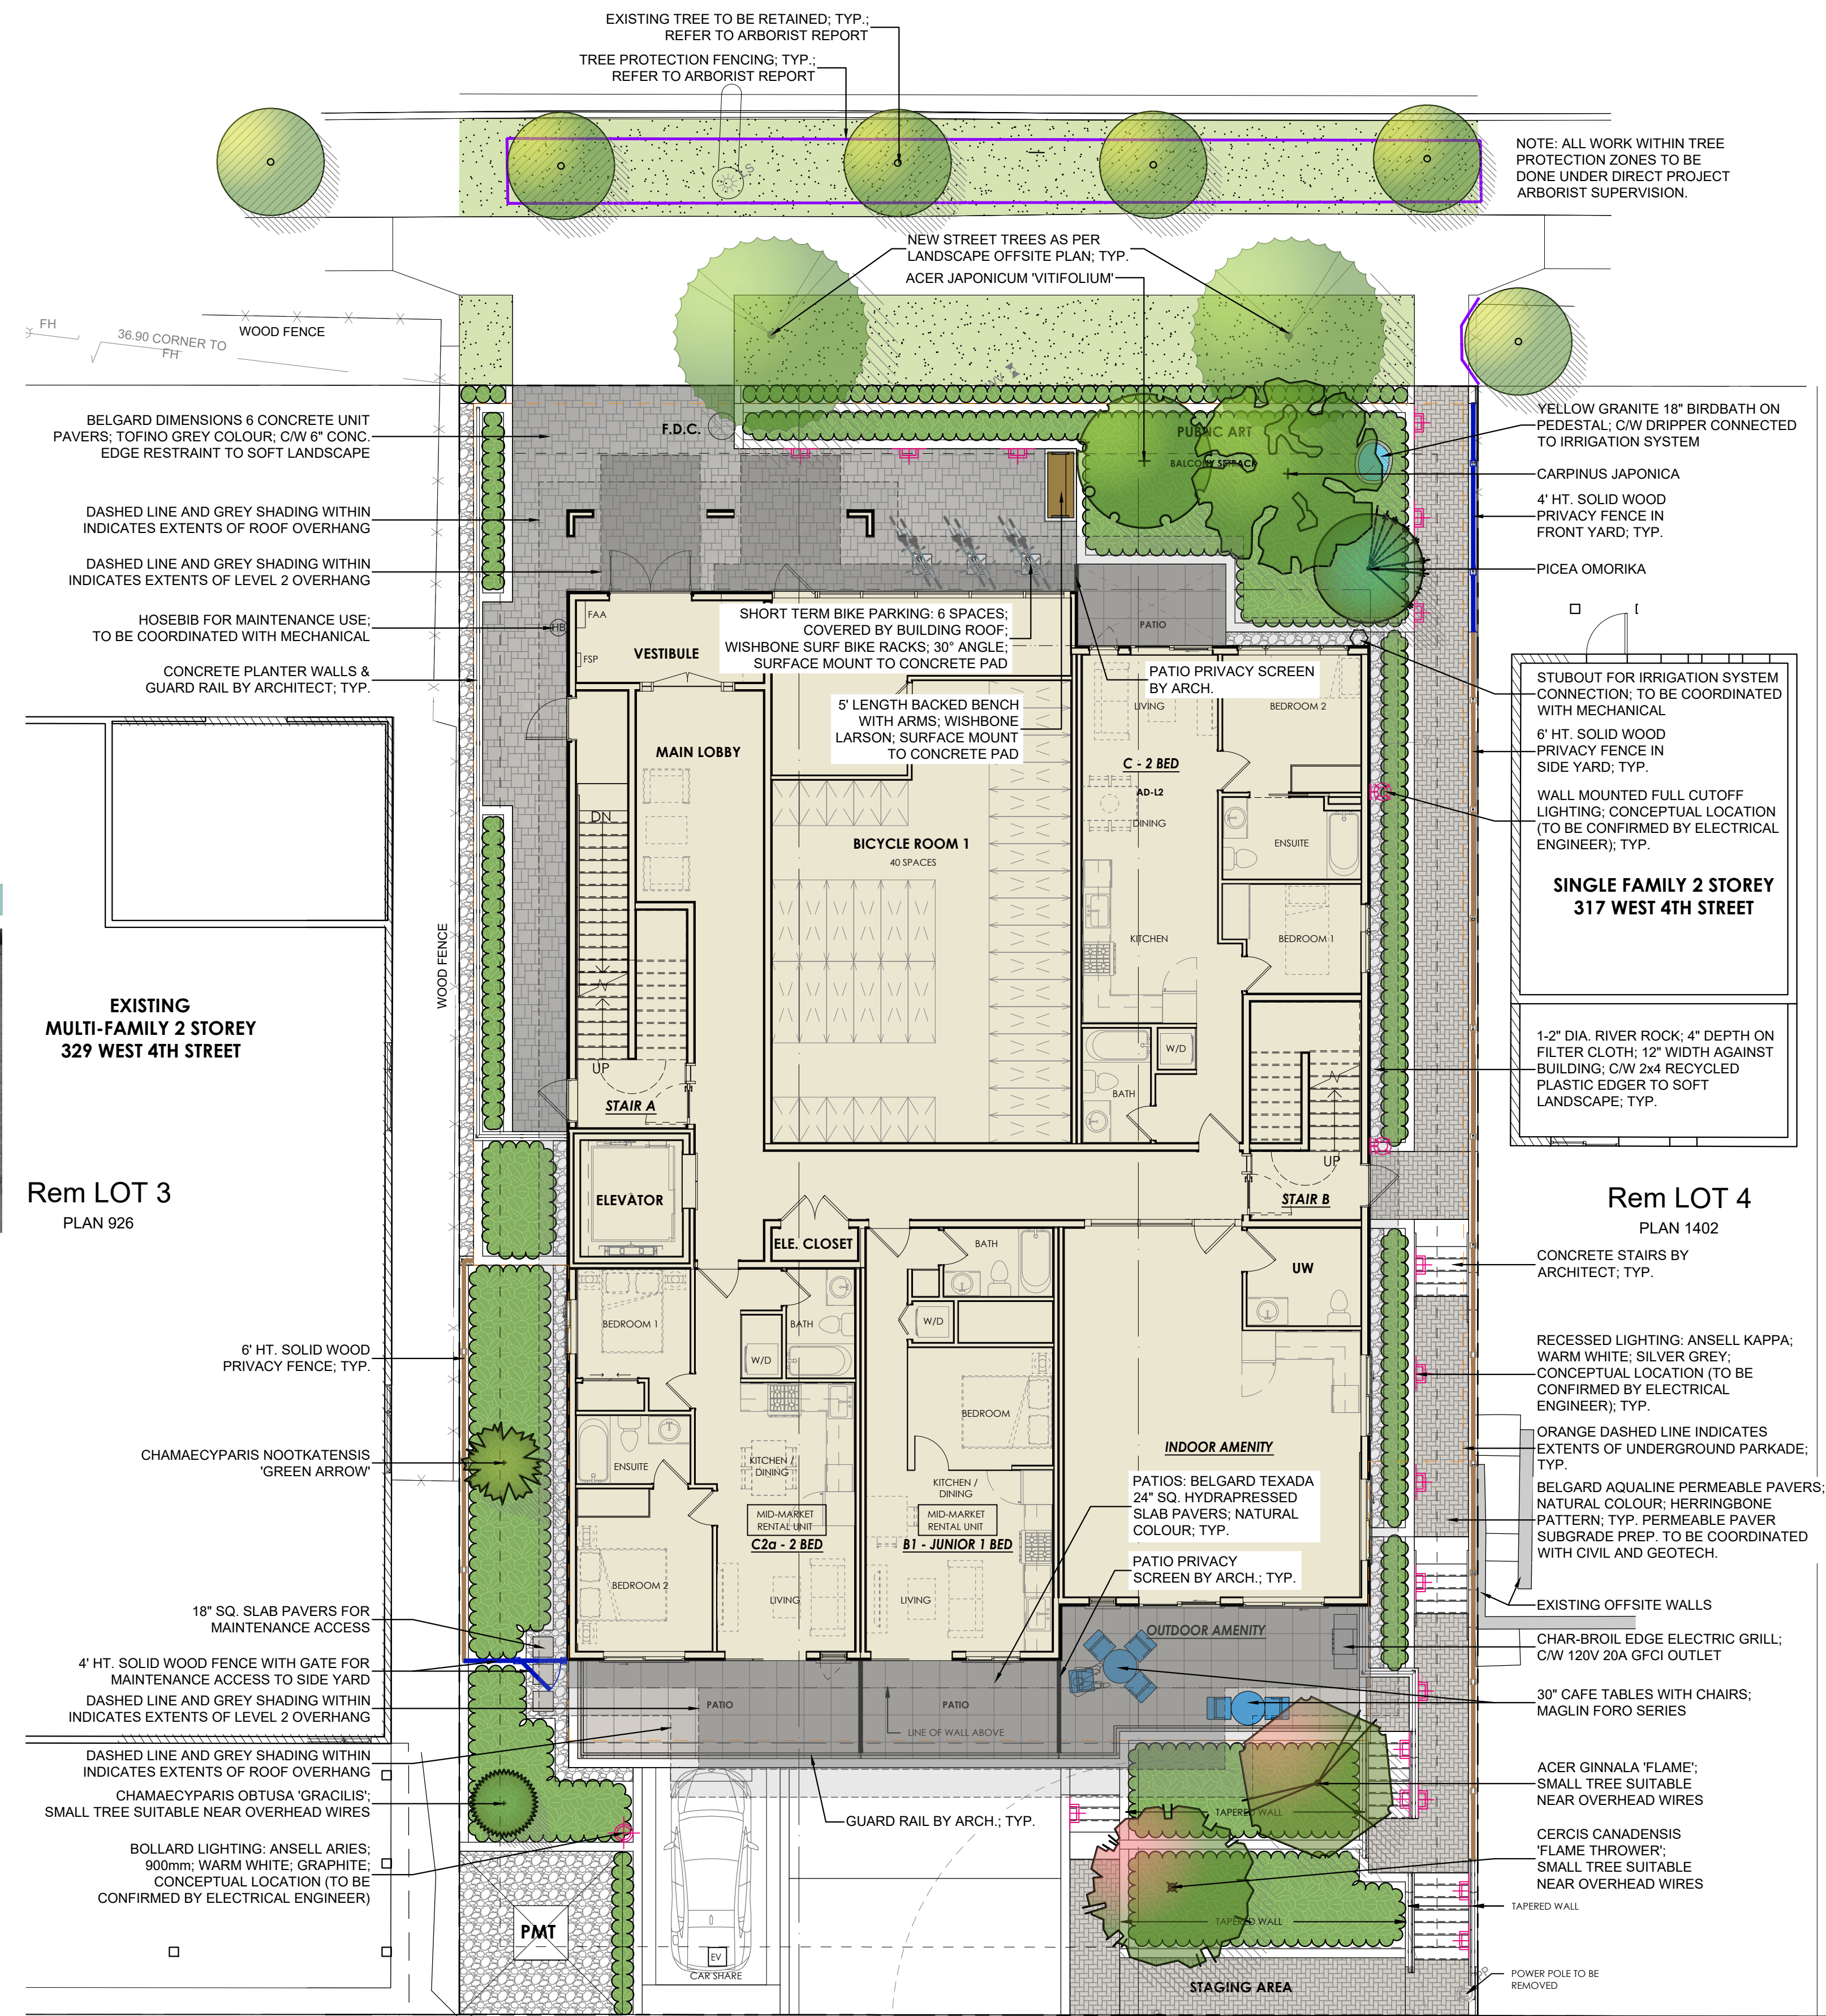 EXISTING TREE TO BE RETAINED; TYP.;
REFER TO ARBORIST REPORT
TREE PROTECTION FENCING; TYP.;
REFER TO ARBORIST REPORT
LS
NOTE: ALL WORK WITHIN TREE
PROTECTION ZONES TO BE
DONE UNDER DIRECT PROJECT
ARBORIST SUPERVISION.
NEW STREET TREES AS PER
LANDSCAPE OFFSITE PLAN; TYP.
ACER JAPONICUM 'VITIFOLIUM'
FH
36.90 CORNER TO
FH
WOOD FENCE
WV
BELGARD DIMENSIONS 6 CONCRETE UNIT
PAVERS; TOFINO GREY COLOUR; C/W 6" CONC.
EDGE RESTRAINT TO SOFT LANDSCAPE
DASHED LINE AND GREY SHADING WITHIN
INDICATES EXTENTS OF ROOF OVERHANG
DASHED LINE AND GREY SHADING WITHIN
INDICATES EXTENTS OF LEVEL 2 OVERHANG
HOSEBIB FOR MAINTENANCE USE;
TO BE COORDINATED WITH MECHANICAL
CONCRETE PLANTER WALLS &
GUARD RAIL BY ARCHITECT; TYP.
F.D.C.
PUBLIC ART
BALCONY SETBACK
YELLOW GRANITE 18" BIRDBATH ON
PEDESTAL; C/W DRIPPER CONNECTED
TO IRRIGATION SYSTEM
CARPINUS JAPONICA
4' HT. SOLID WOOD
PRIVACY FENCE IN
FRONT YARD; TYP.
PICEA OMORIKA
HB
FAA
FSP
VESTIBULE
SHORT TERM BIKE PARKING: 6 SPACES;
COVERED BY BUILDING ROOF;
WISHBONE SURF BIKE RACKS; 30° ANGLE;
SURFACE MOUNT TO CONCRETE PAD
PATIO
PATIO PRIVACY SCREEN
BY ARCH.
5' LENGTH BACKED BENCH
WITH ARMS; WISHBONE
LARSON; SURFACE MOUNT
TO CONCRETE PAD
LIVING
BEDROOM 2
MAIN LOBBY
C - 2 BED
AD-L2
DINING
DN
BICYCLE ROOM 1
40 SPACES
ENSUITE
KITCHEN
BEDROOM 1
STUBOUT FOR IRRIGATION SYSTEM
CONNECTION; TO BE COORDINATED
WITH MECHANICAL
6' HT. SOLID WOOD
PRIVACY FENCE IN
SIDE YARD; TYP.
WALL MOUNTED FULL CUTOFF
LIGHTING; CONCEPTUAL LOCATION
(TO BE CONFIRMED BY ELECTRICAL
ENGINEER); TYP.
SINGLE FAMILY 2 STOREY
317 WEST 4TH STREET
WOOD FENCE
EXISTING
MULTI-FAMILY 2 STOREY
329 WEST 4TH STREET
1-2" DIA. RIVER ROCK; 4" DEPTH ON
FILTER CLOTH; 12" WIDTH AGAINST
BUILDING; C/W 2x4 RECYCLED
PLASTIC EDGER TO SOFT
LANDSCAPE; TYP.
UP
STAIR A
W/D
BATH
UP
STAIR B
ELEVATOR
ELE. CLOSET
Rem LOT 3
PLAN 926
Rem LOT 4
PLAN 1402
BATH
UW
CONCRETE STAIRS BY
ARCHITECT; TYP.
BEDROOM 1
BATH
W/D
W/D
6' HT. SOLID WOOD
PRIVACY FENCE; TYP.
RECESSED LIGHTING: ANSELL KAPPA;
WARM WHITE; SILVER GREY;
CONCEPTUAL LOCATION (TO BE
CONFIRMED BY ELECTRICAL
ENGINEER); TYP.
BEDROOM
CHAMAECYPARIS NOOTKATENSIS
'GREEN ARROW'
ENSUITE
KITCHEN /
DINING
KITCHEN /
DINING
INDOOR AMENITY
ORANGE DASHED LINE INDICATES
EXTENTS OF UNDERGROUND PARKADE;
TYP.
MID-MARKET
RENTAL UNIT
C2a - 2 BED
MID-MARKET
RENTAL UNIT
B1 - JUNIOR 1 BED
PATIOS: BELGARD TEXADA
24" SQ. HYDRAPRESSED
SLAB PAVERS; NATURAL
COLOUR; TYP.
BELGARD AQUALINE PERMEABLE PAVERS;
NATURAL COLOUR; HERRINGBONE
PATTERN; TYP. PERMEABLE PAVER
SUBGRADE PREP. TO BE COORDINATED
WITH CIVIL AND GEOTECH.
PATIO PRIVACY
SCREEN BY ARCH.; TYP.
BEDROOM 2
LIVING
LIVING
EXISTING OFFSITE WALLS
18" SQ. SLAB PAVERS FOR
MAINTENANCE ACCESS
4' HT. SOLID WOOD FENCE WITH GATE FOR
MAINTENANCE ACCESS TO SIDE YARD
DASHED LINE AND GREY SHADING WITHIN
INDICATES EXTENTS OF LEVEL 2 OVERHANG
DASHED LINE AND GREY SHADING WITHIN
INDICATES EXTENTS OF ROOF OVERHANG
CHAMAECYPARIS OBTUSA 'GRACILIS';
SMALL TREE SUITABLE NEAR OVERHEAD WIRES
BOLLARD LIGHTING: ANSELL ARIES;
900mm; WARM WHITE; GRAPHITE;
CONCEPTUAL LOCATION (TO BE
CONFIRMED BY ELECTRICAL ENGINEER)
OUTDOOR AMENITY
PATIO
PATIO
LINE OF WALL ABOVE
CHAR-BROIL EDGE ELECTRIC GRILL;
C/W 120V 20A GFCI OUTLET
30" CAFE TABLES WITH CHAIRS;
MAGLIN FORO SERIES
ACER GINNALA 'FLAME';
SMALL TREE SUITABLE
NEAR OVERHEAD WIRES
GUARD RAIL BY ARCH.; TYP.
TAPERED WALL
CERCIS CANADENSIS
'FLAME THROWER';
SMALL TREE SUITABLE
NEAR OVERHEAD WIRES
TAPERED WALL
TAPERED WALL
PMT
EV
CAR SHARE
STAGING AREA
POWER POLE TO BE
REMOVED